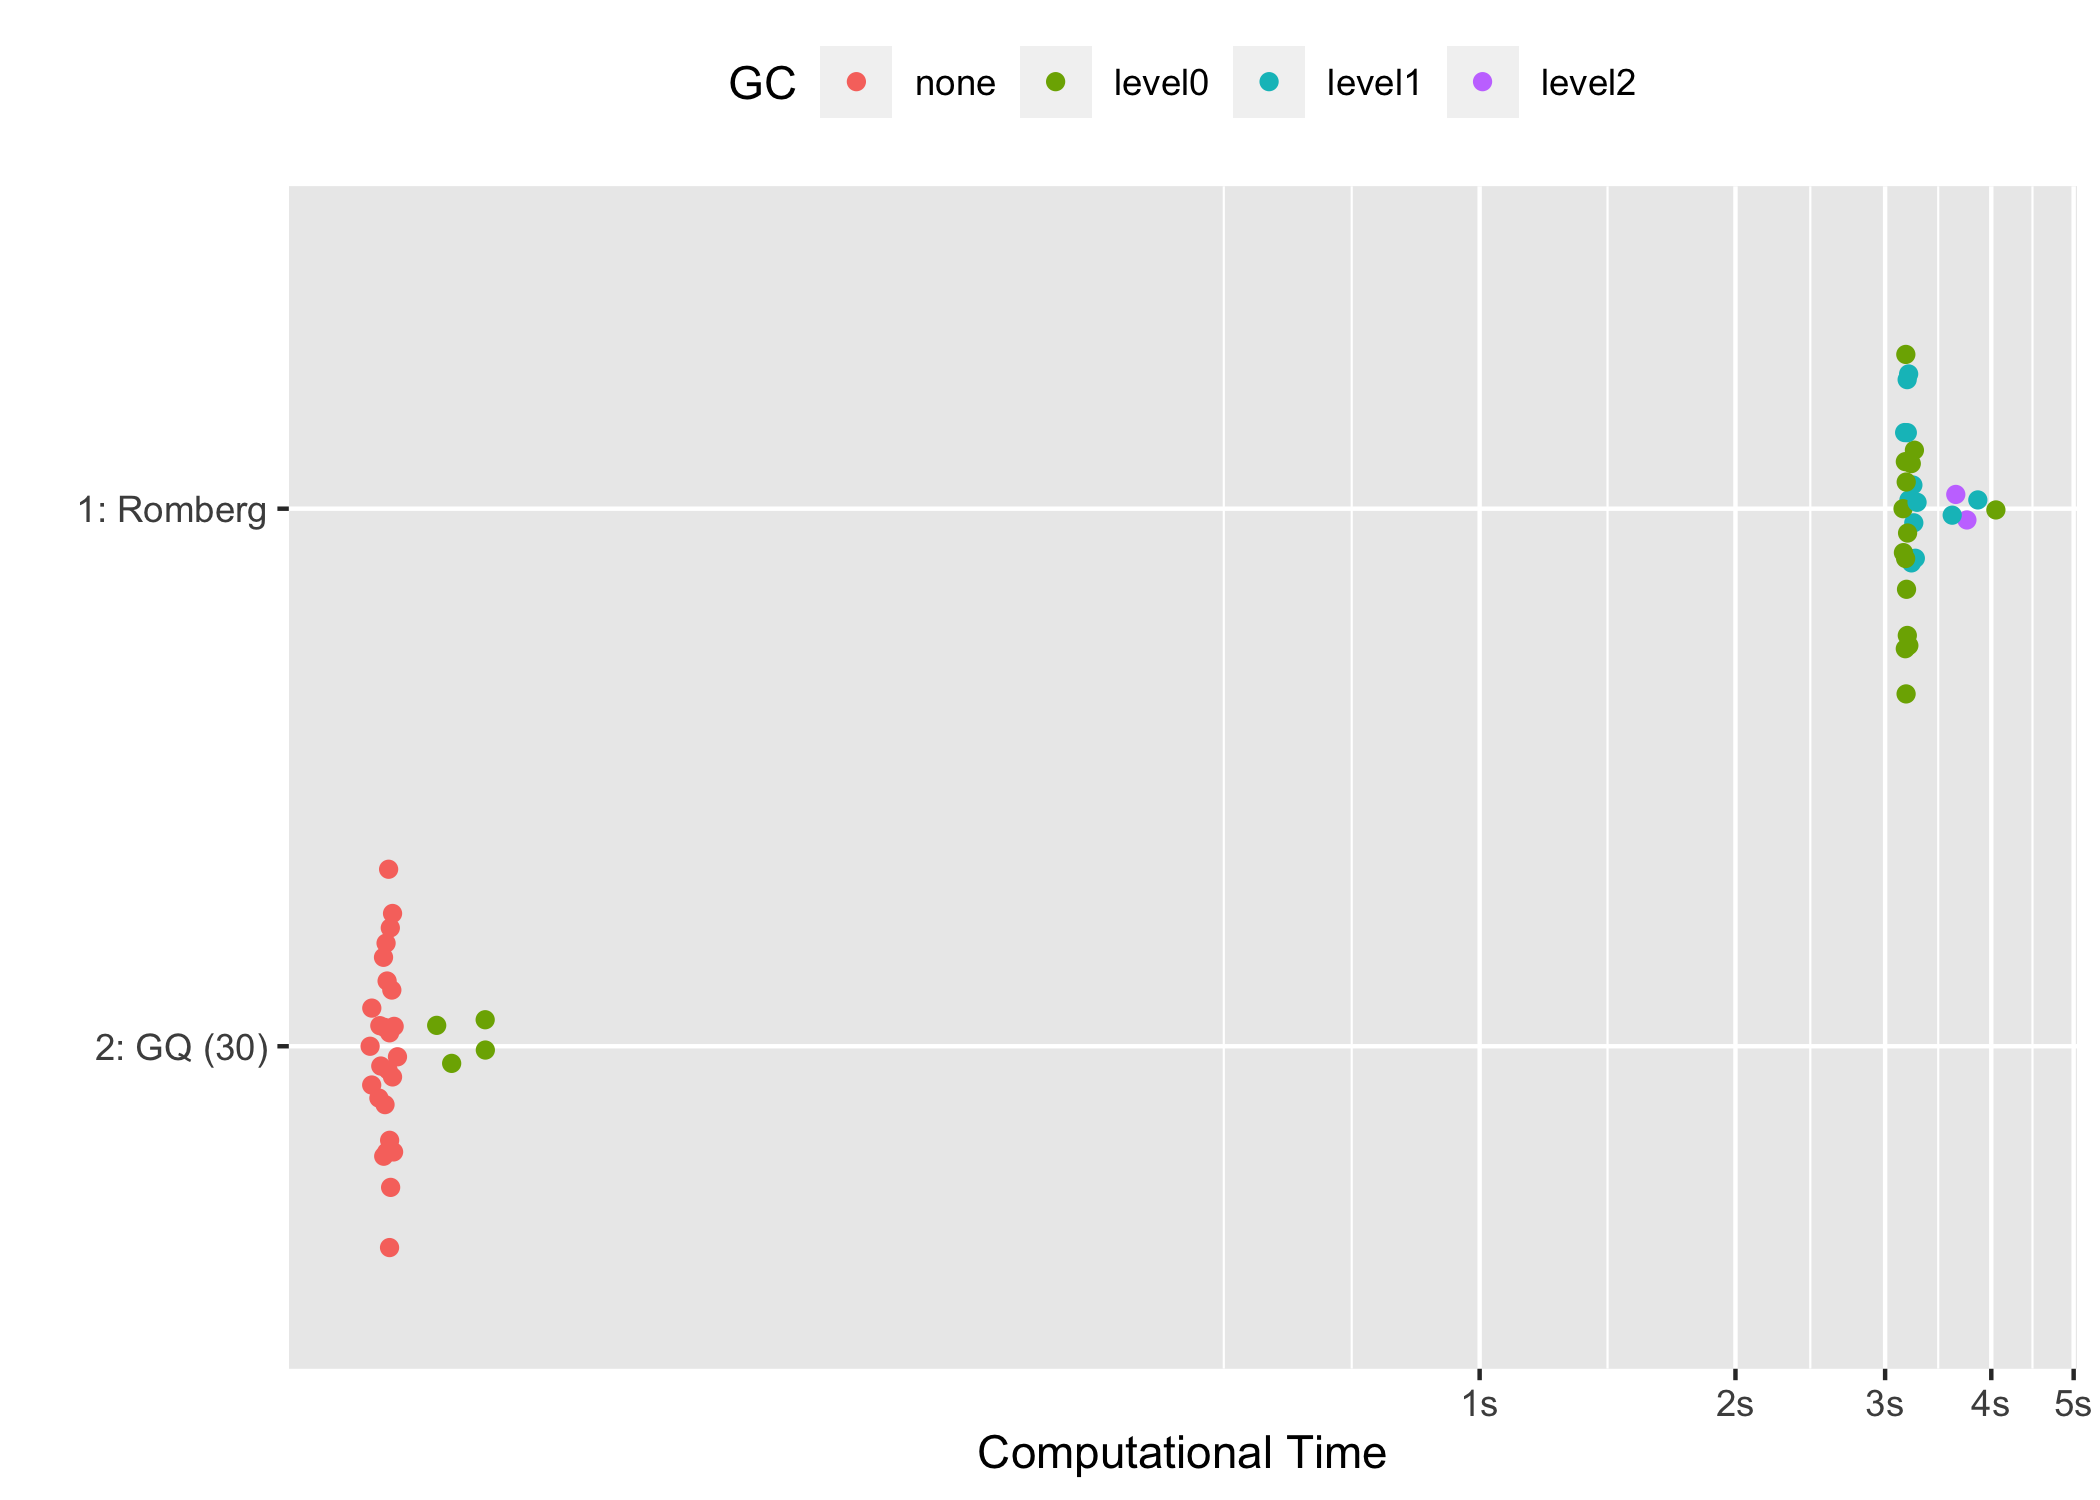 GC none level0 level1 level2
1: Romberg
2: GQ (30)
1s 2s 3s 4s 5s
Computational Time